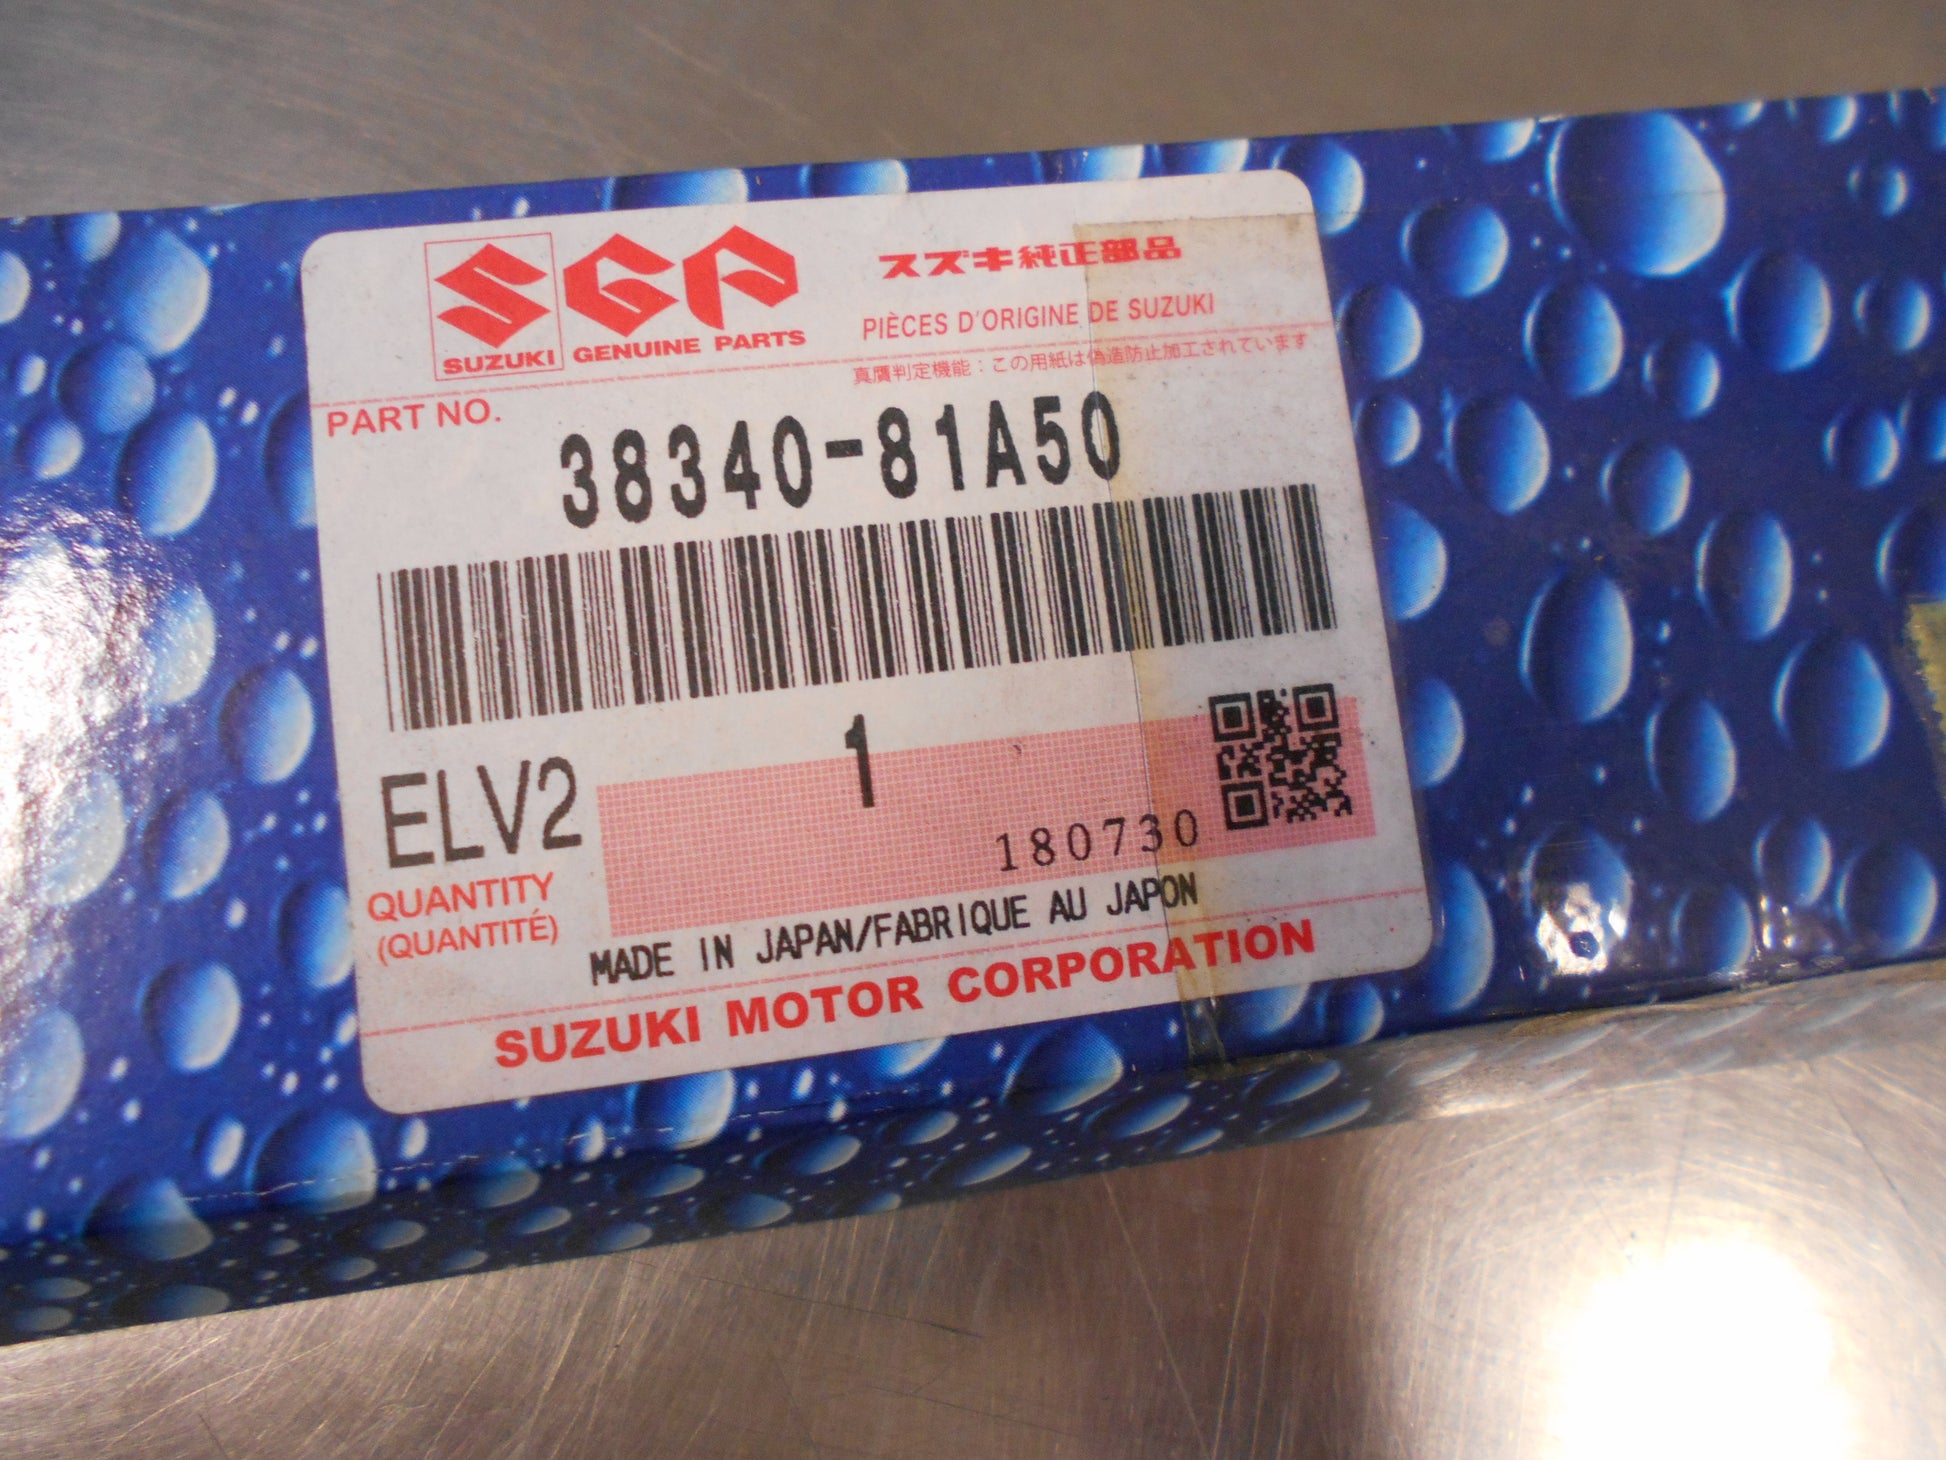 SUZUKI
SGP
GENUINE PARTS
スズキ純正部品
PIÈCES D'ORIGINE DE SUZUKI
真贋判定機能：この用紙は偽造防止加工されています
PART NO.
38340-81A50
ELV2
1
180730
QUANTITY
(QUANTITÉ)
MADE IN JAPAN/FABRIQUE AU JAPON
SUZUKI MOTOR CORPORATION